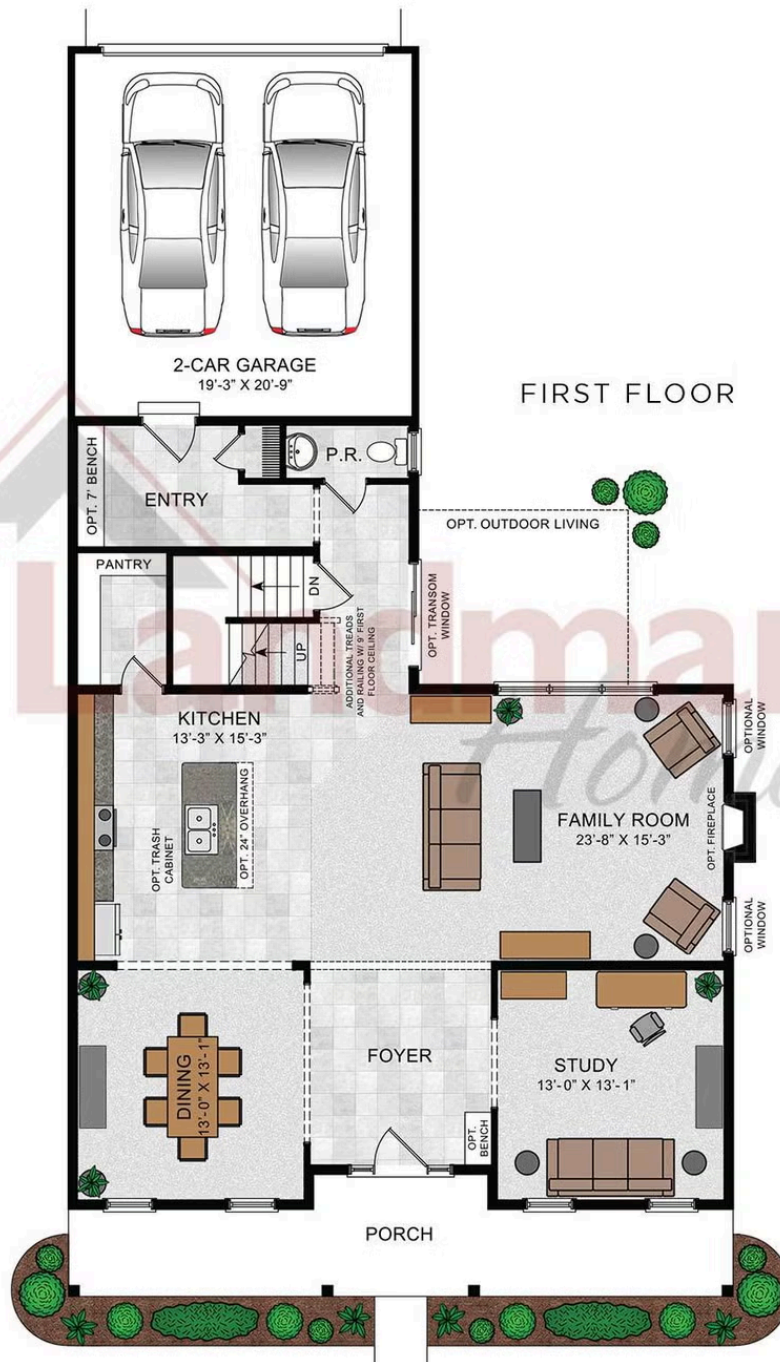 2-CAR GARAGE
19'-3" X 20'-9"
FIRST FLOOR
OPT. 7' BENCH
ENTRY
P.R.
OPT. OUTDOOR LIVING
PANTRY
DN
UP
ADDITIONAL TREADS
AND RAILING W/ 9' FIRST
FLOOR CEILING
OPT. TRANSOM
WINDOW
Landmar
Home
KITCHEN
13'-3" X 15'-3"
OPT. TRASH
CABINET
OPT. 24" OVERHANG
FAMILY ROOM
23'-8" X 15'-3"
OPTIONAL
WINDOW
OPT. FIREPLACE
OPTIONAL
WINDOW
DINING
13'-0" X 13'-1"
FOYER
OPT.
BENCH
STUDY
13'-0" X 13'-1"
PORCH